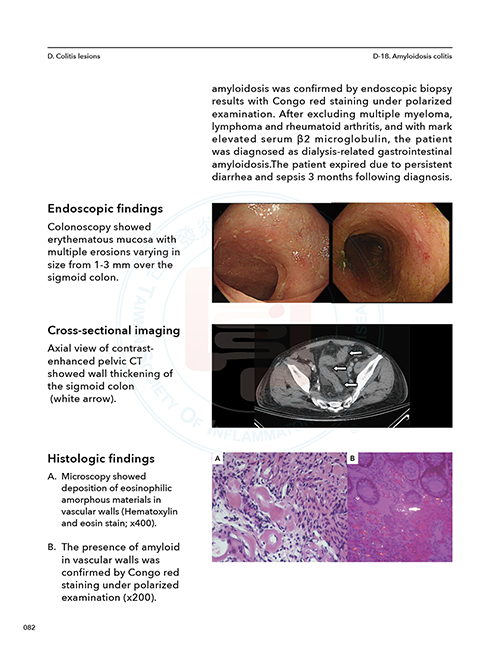 D. Colitis lesions
D-18. Amyloidosis colitis
amyloidosis was confirmed by endoscopic biopsy
results with Congo red staining under polarized
examination. After excluding multiple myeloma,
lymphoma and rheumatoid arthritis, and with mark
elevated serum β2 microglobulin, the patient
was diagnosed as dialysis-related gastrointestinal
amyloidosis.The patient expired due to persistent
diarrhea and sepsis 3 months following diagnosis.
Endoscopic findings
Colonoscopy showed
erythematous mucosa with
multiple erosions varying in
size from 1-3 mm over the
sigmoid colon.
Cross-sectional imaging
Axial view of contrast-
enhanced pelvic CT
showed wall thickening of
the sigmoid colon
(white arrow).
Histologic findings
A. Microscopy showed
deposition of eosinophilic
amorphous materials in
vascular walls (Hematoxylin
and eosin stain; x400).
B. The presence of amyloid
in vascular walls was
confirmed by Congo red
staining under polarized
examination (x200).
A
B
082